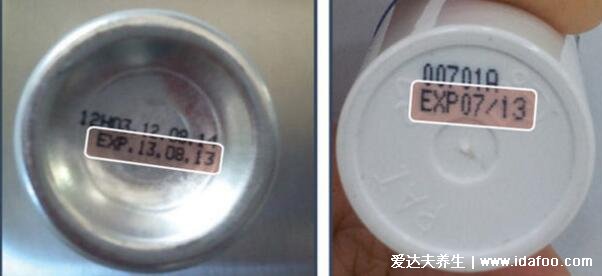 12H03.12.08.14
EXP.13.08.13
00701A
EXP07/13
PAT
爱达夫养生｜www.idafoo.com